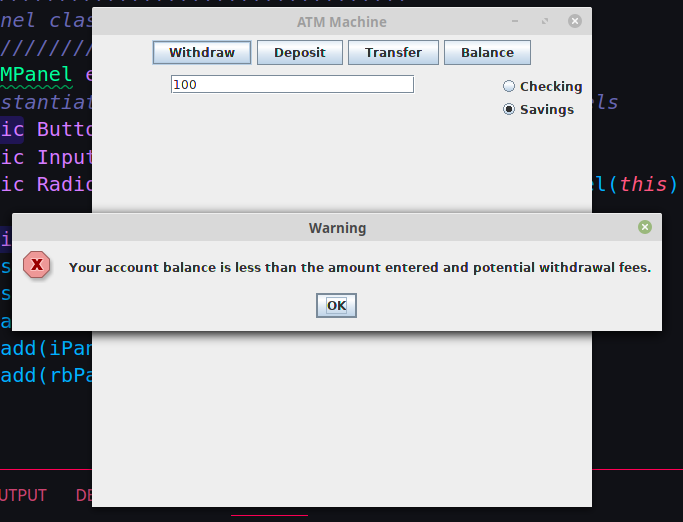 ATM Machine
nel clas
Withdraw Deposit Transfer Balance
////////
MPanel e
100
Checking
stantiat
els
Savings
ic Butto
ic Input
ic Radio
el(this)
Warning
i
Your account balance is less than the amount entered and potential withdrawal fees.
s
s
OK
a
add(iPan
add(rbPa
UTPUT DE